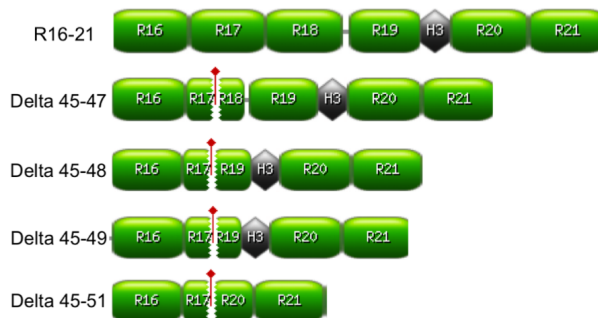 R16-21 R16 R17 R18 R19 H3 R20 R21
Delta 45-47 R16 R17 R18 R19 H3 R20 R21
Delta 45-48 R16 R17 R19 H3 R20 R21
Delta 45-49 R16 R17 R19 H3 R20 R21
Delta 45-51 R16 R17 R20 R21